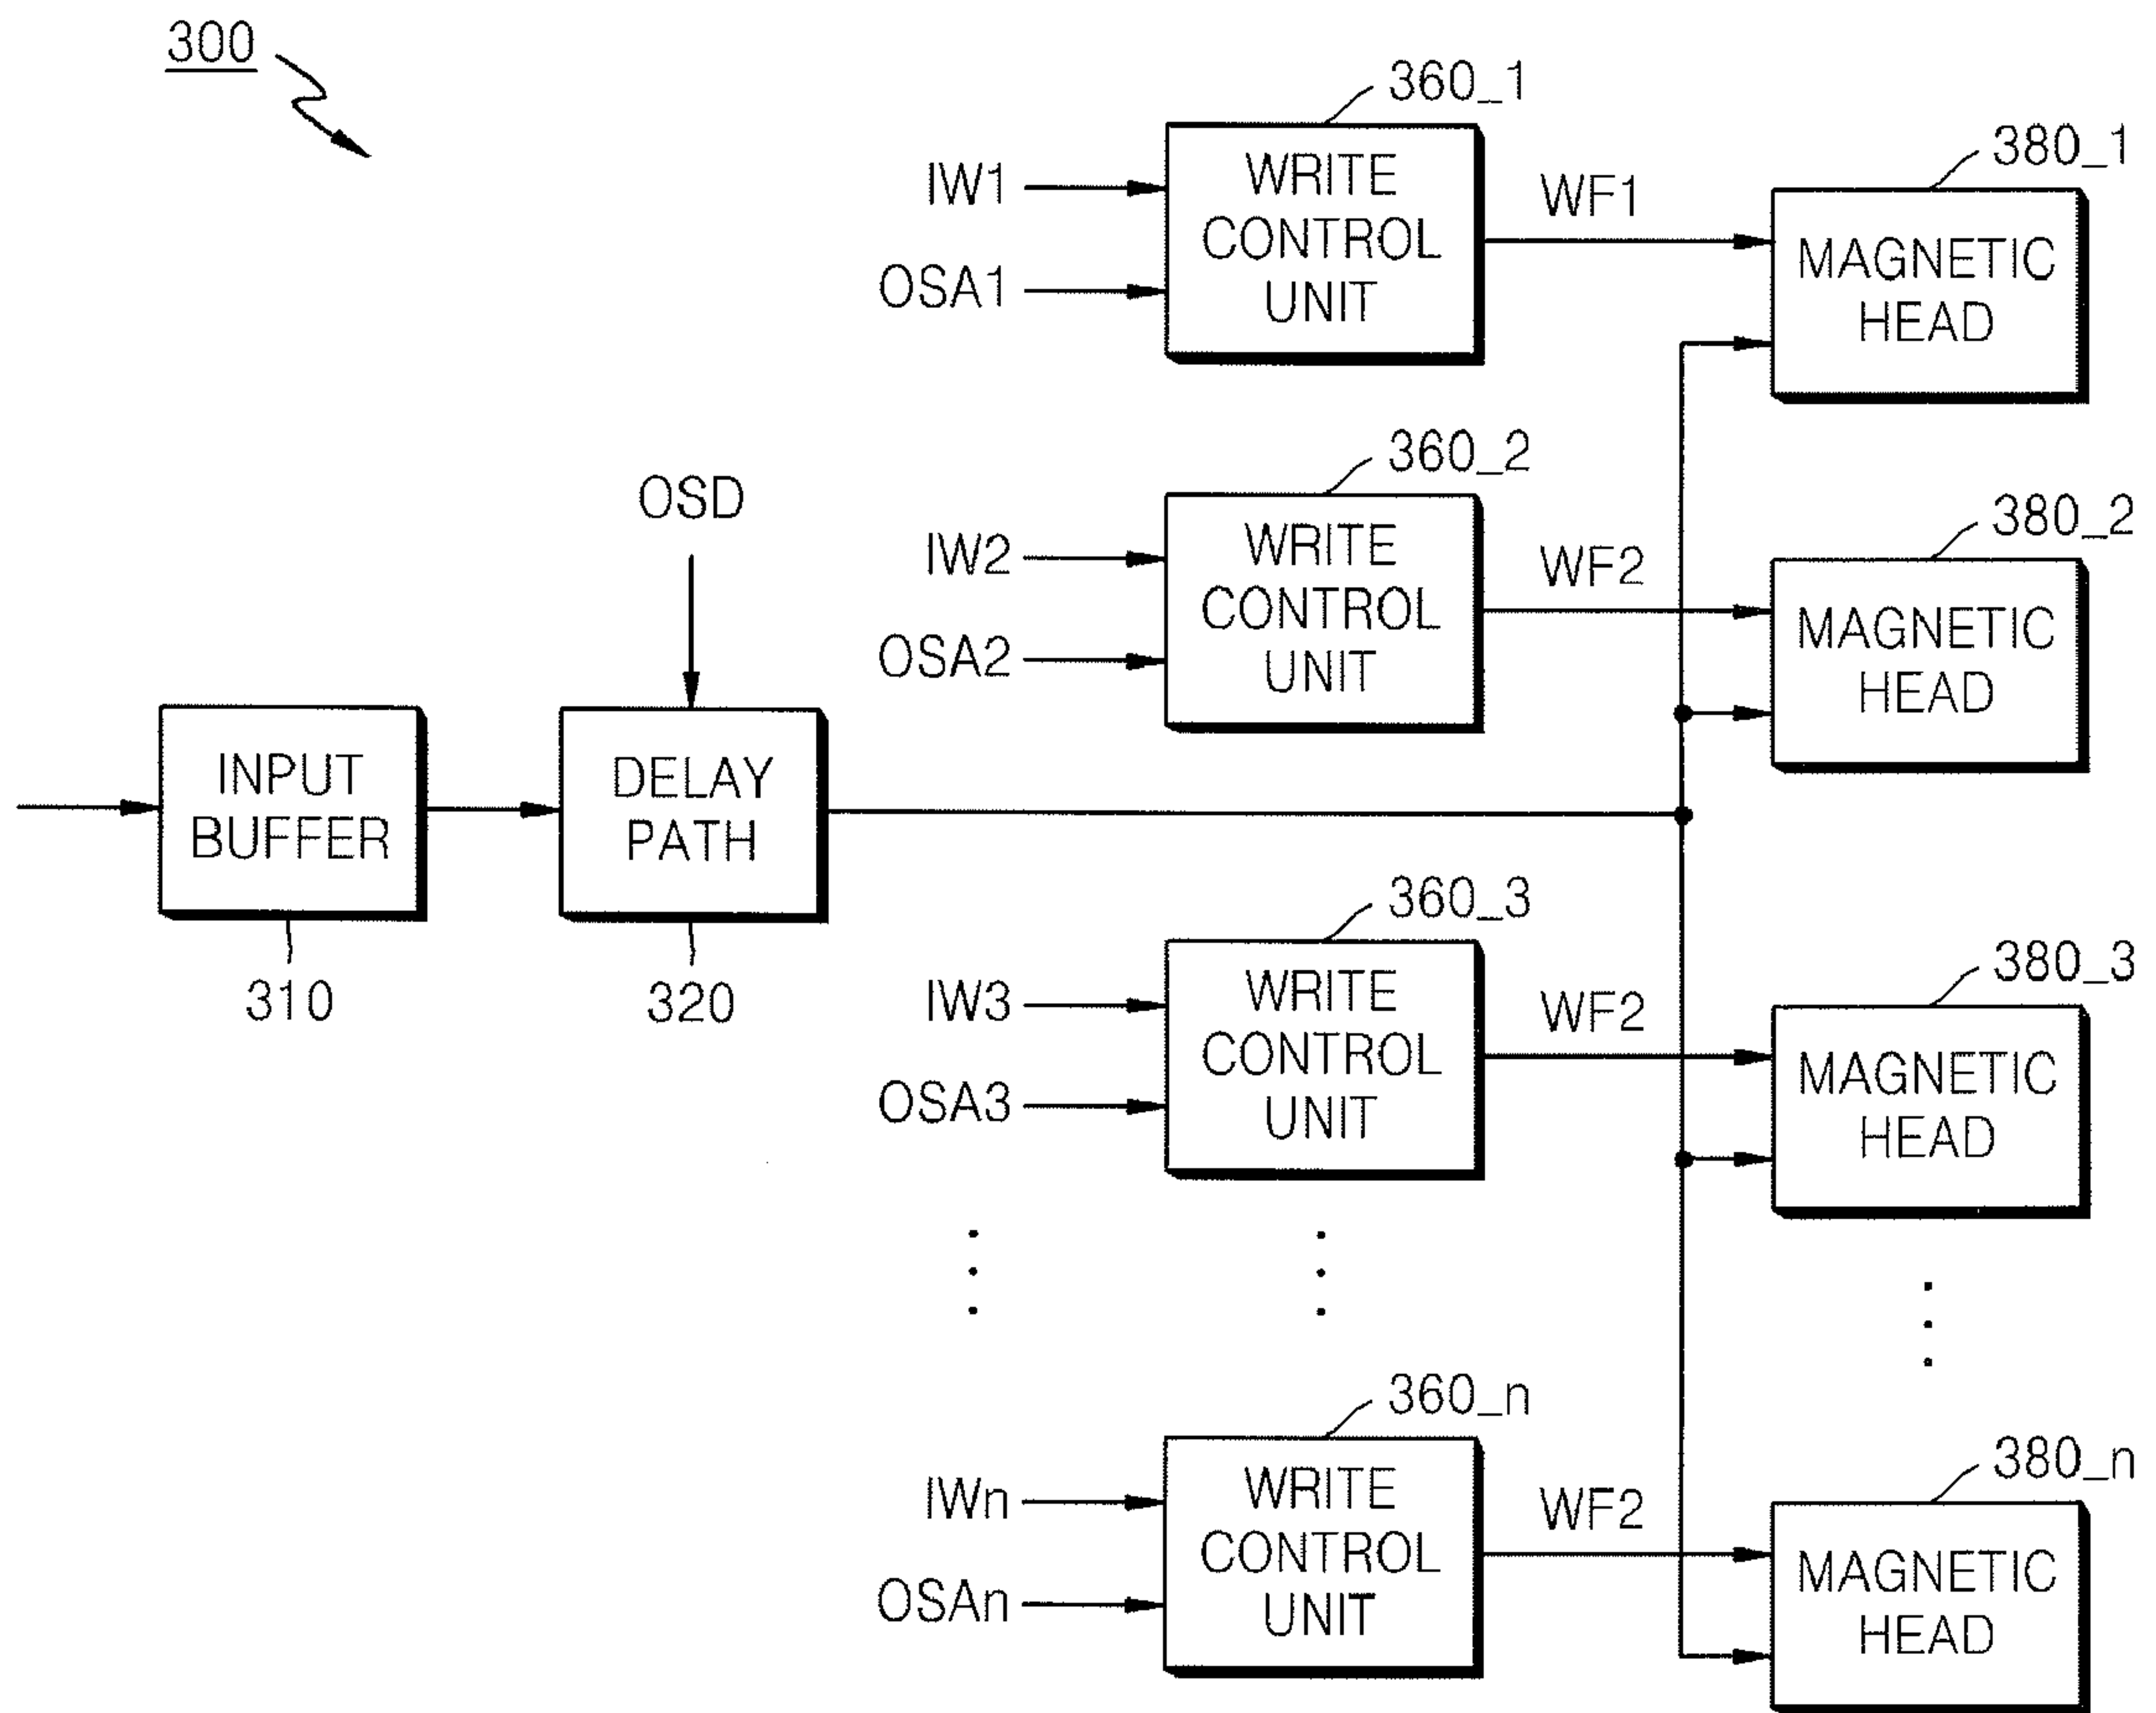 300
360_1
380_1
IW1
OSA1
WRITE
CONTROL
UNIT
WF1
MAGNETIC
HEAD
360_2
380_2
OSD
IW2
OSA2
WRITE
CONTROL
UNIT
WF2
MAGNETIC
HEAD
INPUT
BUFFER
310
DELAY
PATH
320
360_3
380_3
IW3
OSA3
WRITE
CONTROL
UNIT
WF2
MAGNETIC
HEAD
360_n
380_n
IWn
OSAn
WRITE
CONTROL
UNIT
WF2
MAGNETIC
HEAD